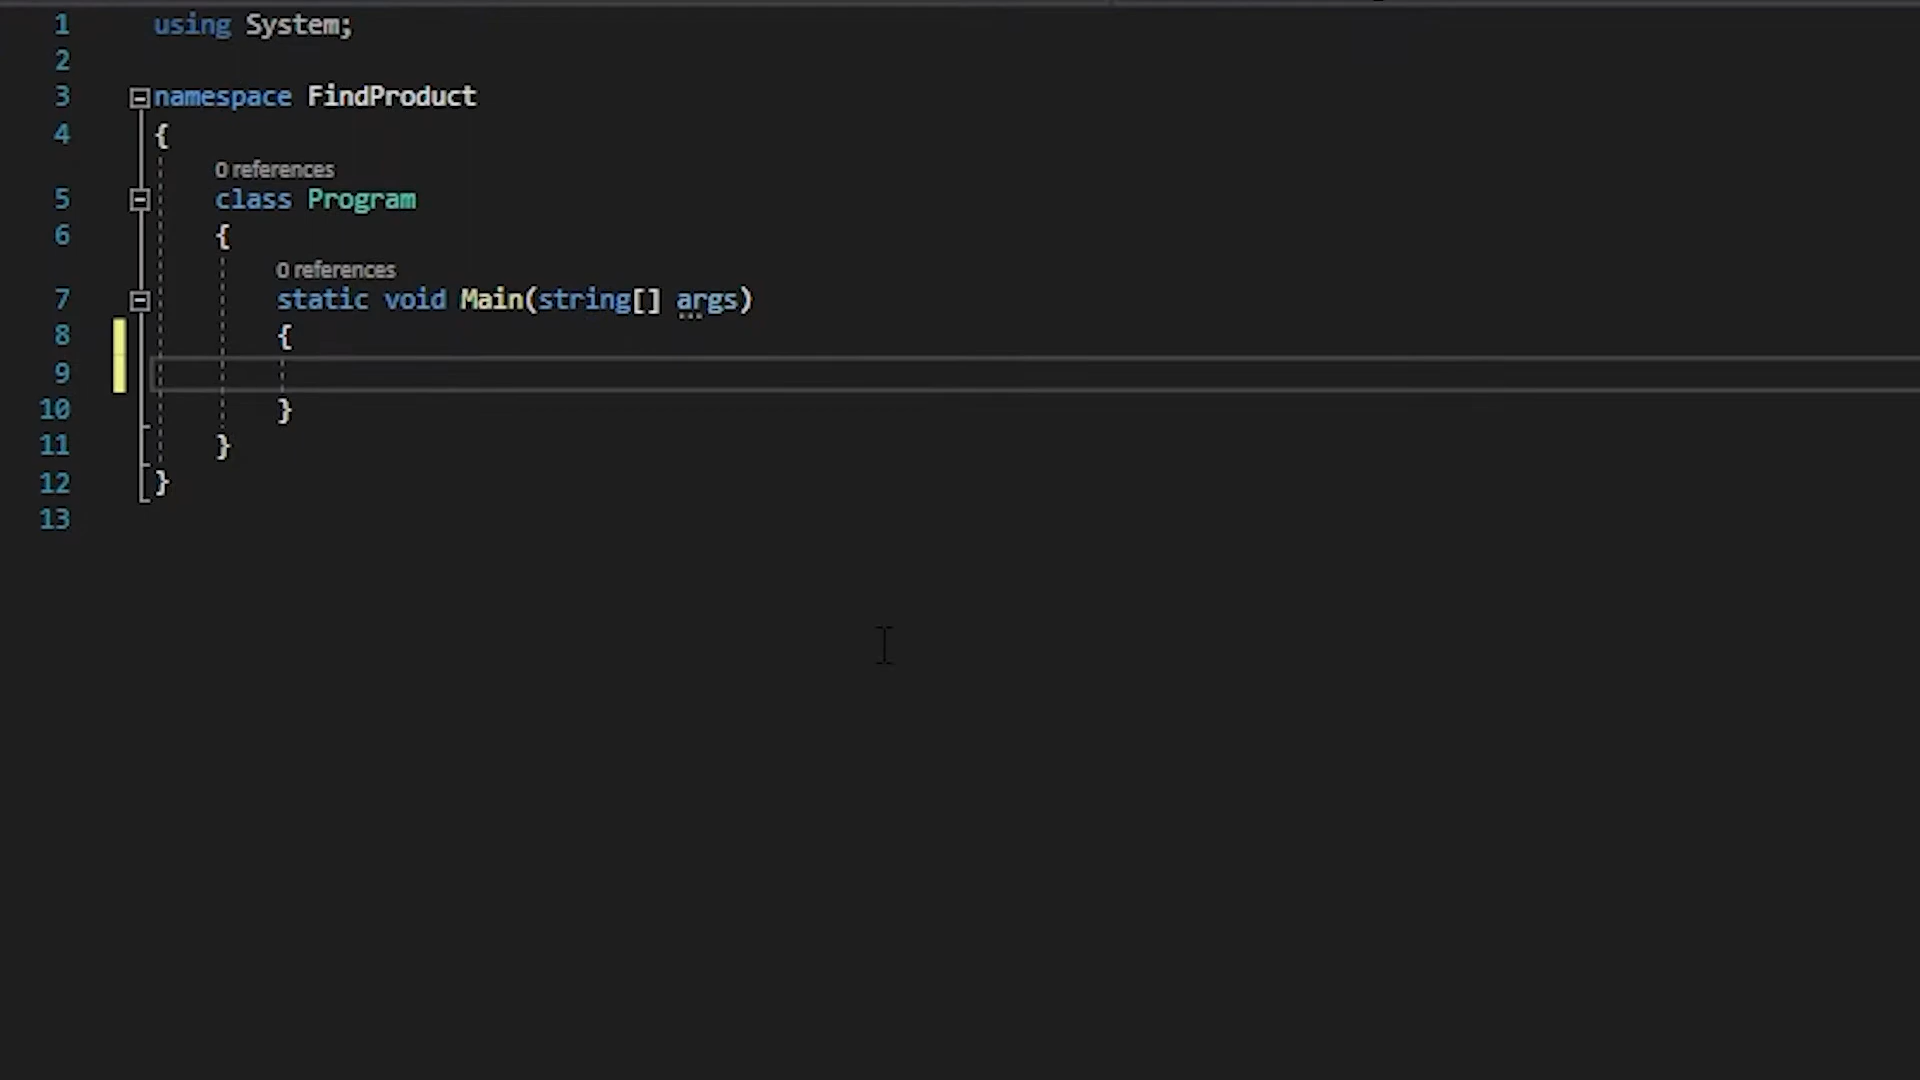 1 using System;
2
3 namespace FindProduct
4 {
0 references
5 class Program
6 {
0 references
7 static void Main(string[] args)
8 {
9
10 }
11 }
12 }
13